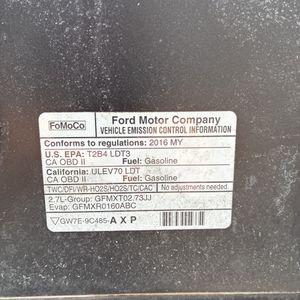 FoMoCo
Ford Motor Company
VEHICLE EMISSION CONTROL INFORMATION
Conforms to regulations: 2016 MY
U.S. EPA: T2B4 LDT3
CA OBD II Fuel: Gasoline
California: ULEV70 LDT
CA OBD II Fuel: Gasoline
TWC/DFI/WR-HO2S/HO2S/TC/CAC No adjustments needed.
2.7L-Group: GFMXT02.73JJ
Evap: GFMXR0160ABC
GW7E-9C485-AXP